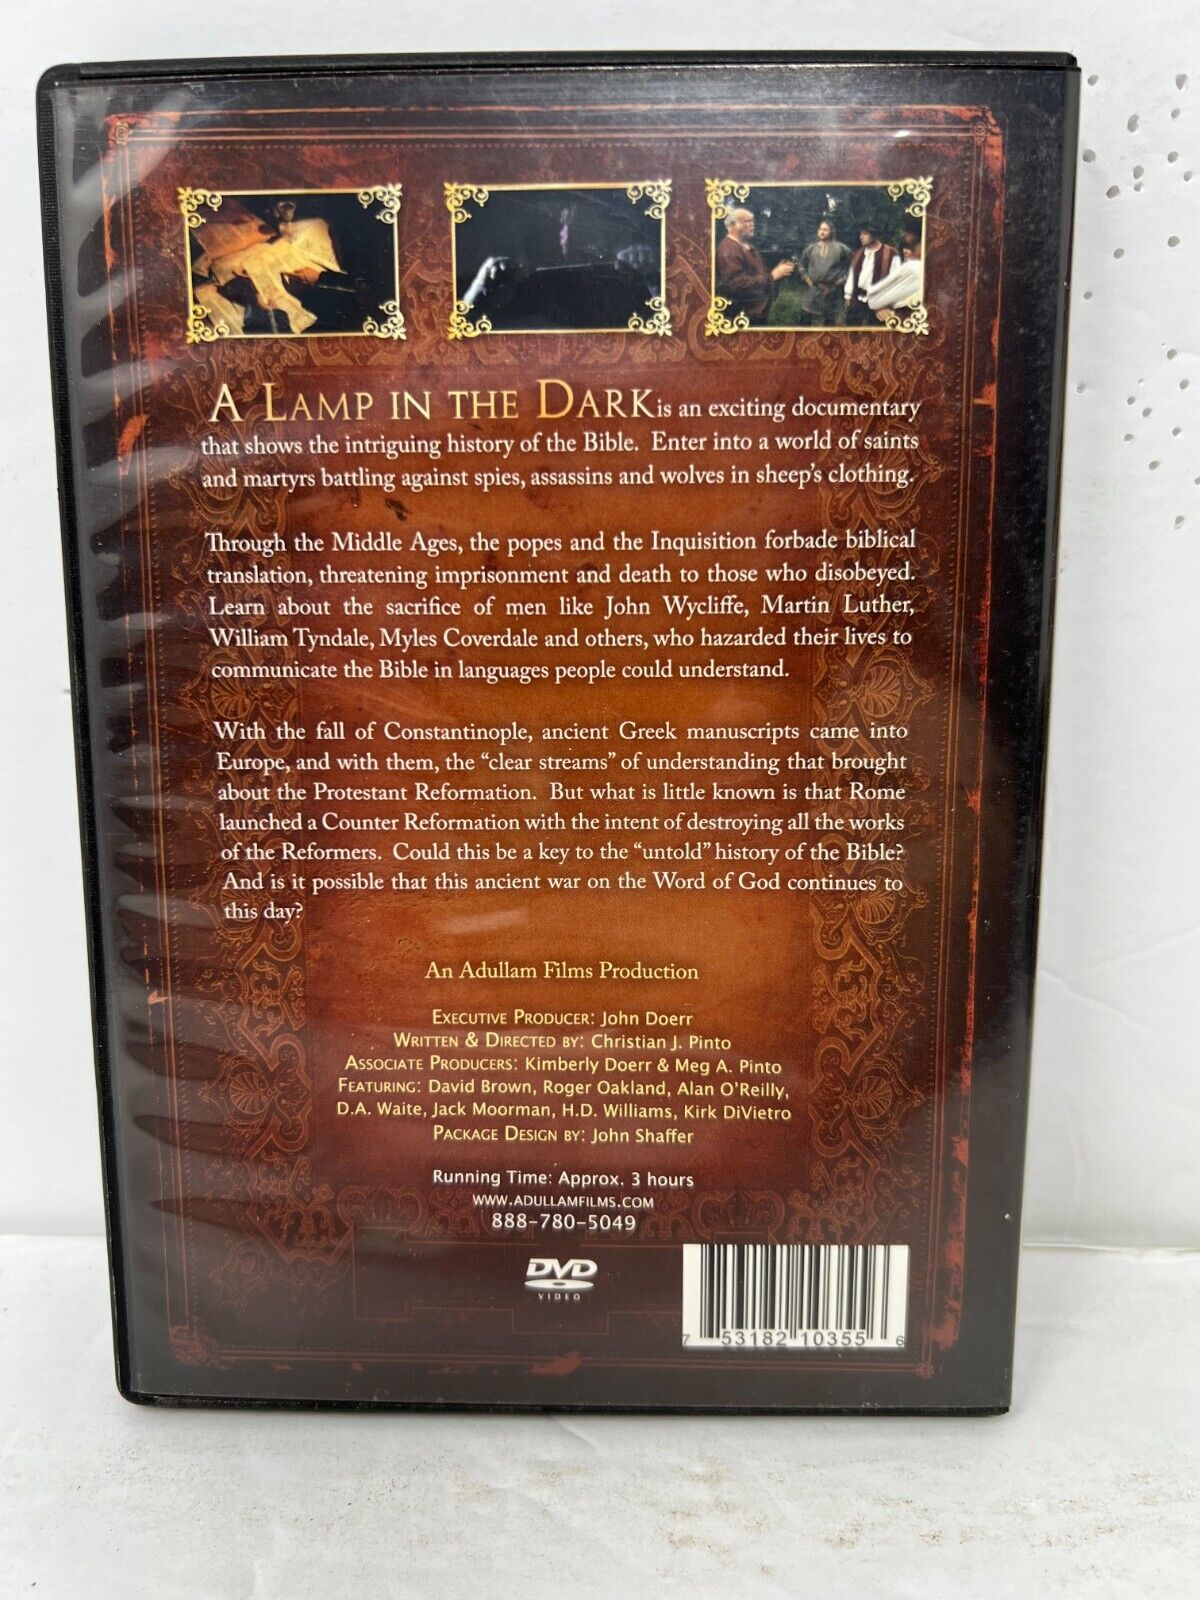 A LAMP IN THE DARK is an exciting documentary
that shows the intriguing history of the Bible. Enter into a world of saints
and martyrs battling against spies, assassins and wolves in sheep's clothing.
Through the Middle Ages, the popes and the Inquisition forbade biblical
translation, threatening imprisonment and death to those who disobeyed.
Learn about the sacrifice of men like John Wycliffe, Martin Luther,
William Tyndale, Myles Coverdale and others, who hazarded their lives to
communicate the Bible in languages people could understand.
With the fall of Constantinople, ancient Greek manuscripts came into
Europe, and with them, the “clear streams” of understanding that brought
about the Protestant Reformation. But what is little known is that Rome
launched a Counter Reformation with the intent of destroying all the works
of the Reformers. Could this be a key to the “untold” history of the Bible?
And is it possible that this ancient war on the Word of God continues to
this day?
An Adullam Films Production
EXECUTIVE PRODUCER: John Doerr
WRITTEN & DIRECTED BY: Christian J. Pinto
ASSOCIATE PRODUCERS: Kimberly Doerr & Meg A. Pinto
FEATURING: David Brown, Roger Oakland, Alan O'Reilly,
D.A. Waite, Jack Moorman, H.D. Williams, Kirk DiVietro
PACKAGE DESIGN BY: John Shaffer
Running Time: Approx. 3 hours
WWW.ADULLAMFILMS.COM
888-780-5049
DVD
VIDEO
7 53182 10355 6